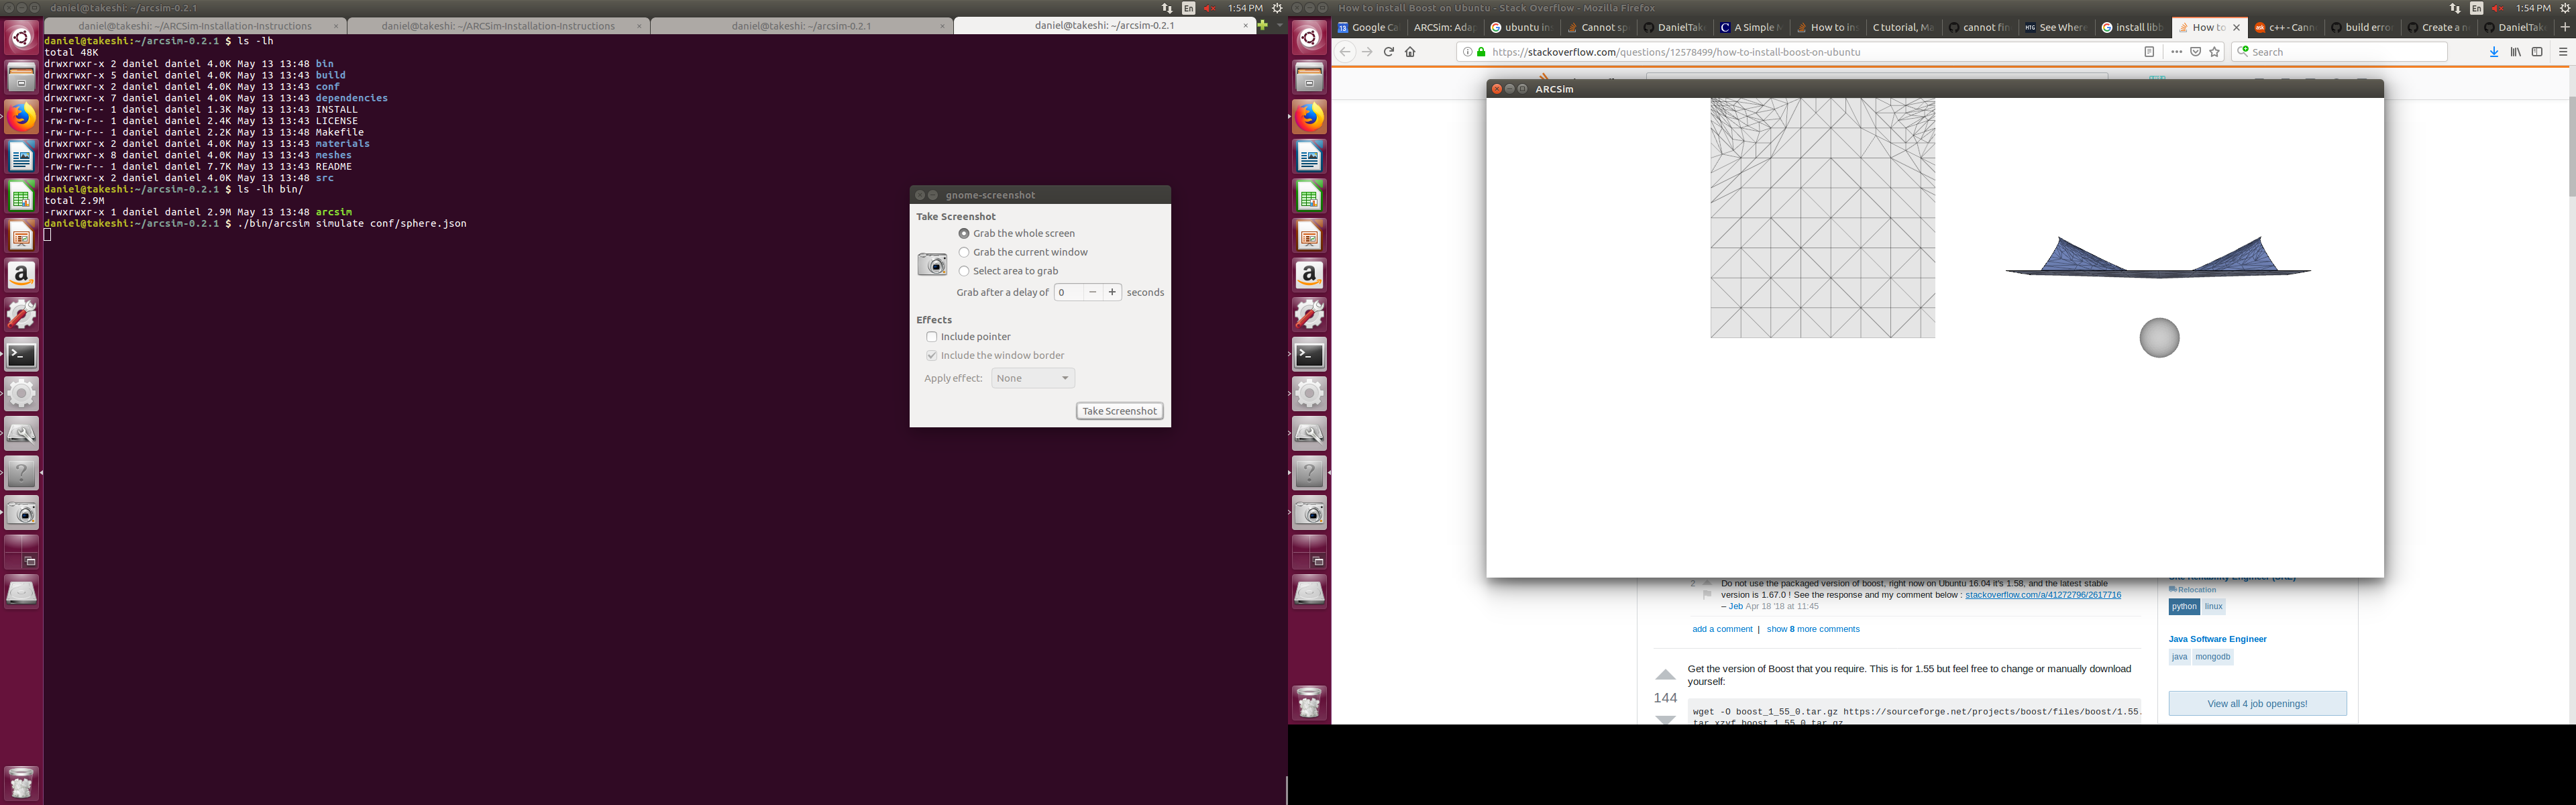 daniel@takeshi: ~/arcsim-0.2.1
En
1:54 PM
daniel@takeshi: ~/ARCSim-Installation-Instructions ×
daniel@takeshi: ~/ARCSim-Installation-Instructions ×
daniel@takeshi: ~/arcsim-0.2.1 ×
daniel@takeshi: ~/arcsim-0.2.1 ×
daniel@takeshi:~/arcsim-0.2.1 $ ls -lh
total 48K
drwxrwxr-x 2 daniel daniel 4.0K May 13 13:48 bin
drwxrwxr-x 5 daniel daniel 4.0K May 13 13:43 build
drwxrwxr-x 2 daniel daniel 4.0K May 13 13:43 conf
drwxrwxr-x 7 daniel daniel 4.0K May 13 13:43 dependencies
-rw-rw-r-- 1 daniel daniel 1.3K May 13 13:43 INSTALL
-rw-rw-r-- 1 daniel daniel 2.4K May 13 13:43 LICENSE
-rw-rw-r-- 1 daniel daniel 2.2K May 13 13:48 Makefile
drwxrwxr-x 2 daniel daniel 4.0K May 13 13:43 materials
drwxrwxr-x 8 daniel daniel 4.0K May 13 13:43 meshes
-rw-rw-r-- 1 daniel daniel 7.7K May 13 13:43 README
drwxrwxr-x 2 daniel daniel 4.0K May 13 13:48 src
daniel@takeshi:~/arcsim-0.2.1 $ ls -lh bin/
total 2.9M
-rwxrwxr-x 1 daniel daniel 2.9M May 13 13:48 arcsim
daniel@takeshi:~/arcsim-0.2.1 $ ./bin/arcsim simulate conf/sphere.json
gnome-screenshot
Take Screenshot
Grab the whole screen
Grab the current window
Select area to grab
Grab after a delay of 0 − + seconds
Effects
Include pointer
Include the window border
Apply effect: None
Take Screenshot
How to install Boost on Ubuntu - Stack Overflow - Mozilla Firefox
En
1:54 PM
Google Ca
ARCSim: Adap
ubuntu ins
Cannot sp
DanielTake
A Simple M
How to ins
C tutorial, Ma
cannot fin
See Where
install libb
How to
c++ - Cann
build error
Create a n
DanielTake
https://stackoverflow.com/questions/12578499/how-to-install-boost-on-ubuntu
Search
ARCSim
2 Do not use the packaged version of boost, right now on Ubuntu 16.04 it's 1.58, and the latest stable
version is 1.67.0 ! See the response and my comment below : stackoverflow.com/a/41272796/2617716
– Jeb Apr 18 '18 at 11:45
add a comment | show 8 more comments
144
Get the version of Boost that you require. This is for 1.55 but feel free to change or manually download
yourself:
wget -O boost_1_55_0.tar.gz https://sourceforge.net/projects/boost/files/boost/1.55.
tar xzvf boost_1_55_0.tar.gz
Relocation
python linux
Java Software Engineer
java mongodb
View all 4 job openings!